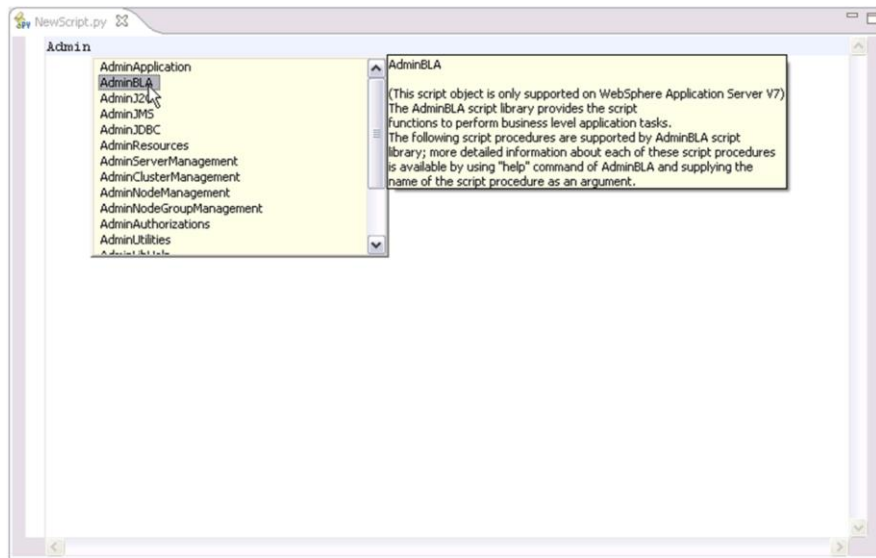 NewScript.py
Admin
AdminApplication
AdminBLA
AdminJ2C
AdminJMS
AdminJDBC
AdminResources
AdminServerManagement
AdminClusterManagement
AdminNodeManagement
AdminNodeGroupManagement
AdminAuthorizations
AdminUtilities
AdminBLA
(This script object is only supported on WebSphere Application Server V7)
The AdminBLA script library provides the script
functions to perform business level application tasks.
The following script procedures are supported by AdminBLA script
library; more detailed information about each of these script procedures
is available by using "help" command of AdminBLA and supplying the
name of the script procedure as an argument.